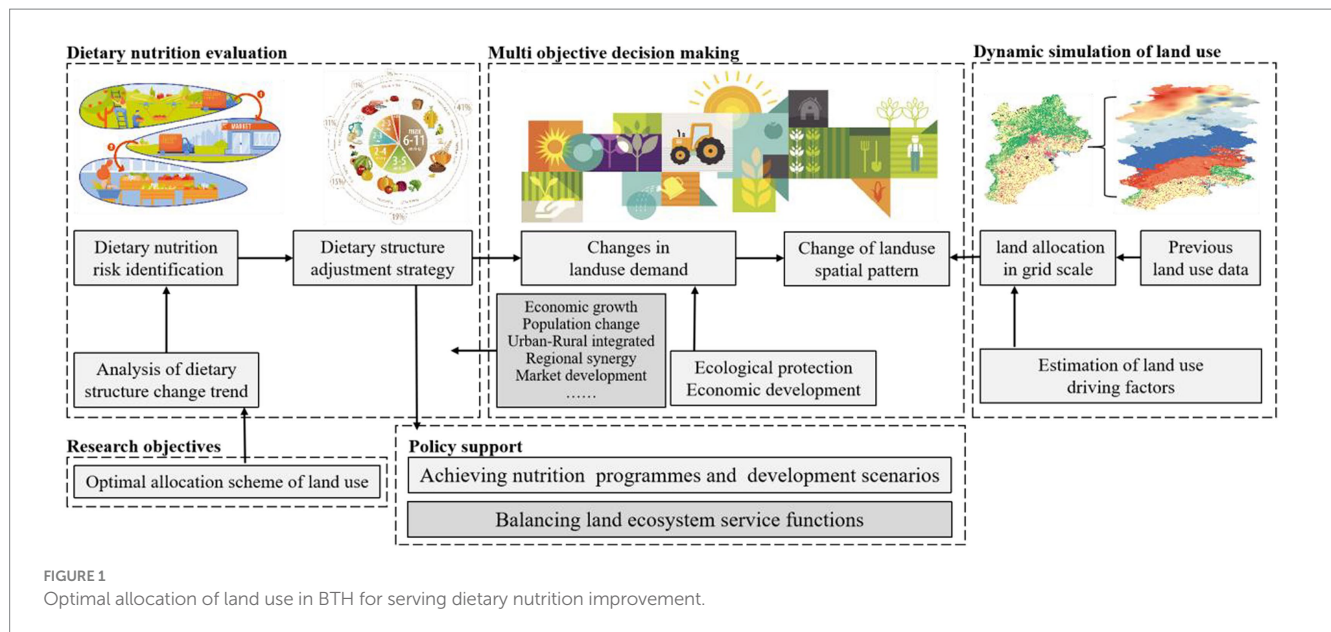 Dietary nutrition evaluation
Multi objective decision making
Dynamic simulation of land use
MARKET
41%
31%
15%
19%
max
6-11
3-5
2-4
Dietary nutrition
risk identification
Dietary structure
adjustment strategy
Changes in
landuse demand
Change of landuse
spatial pattern
land allocation
in grid scale
Previous
land use data
Economic growth
Population change
Urban-Rural integrated
Regional synergy
Market development
......
Ecological protection
Economic development
Estimation of land use
driving factors
Analysis of dietary
structure change trend
Research objectives
Optimal allocation scheme of land use
Policy support
Achieving nutrition programmes and development scenarios
Balancing land ecosystem service functions
FIGURE 1
Optimal allocation of land use in BTH for serving dietary nutrition improvement.